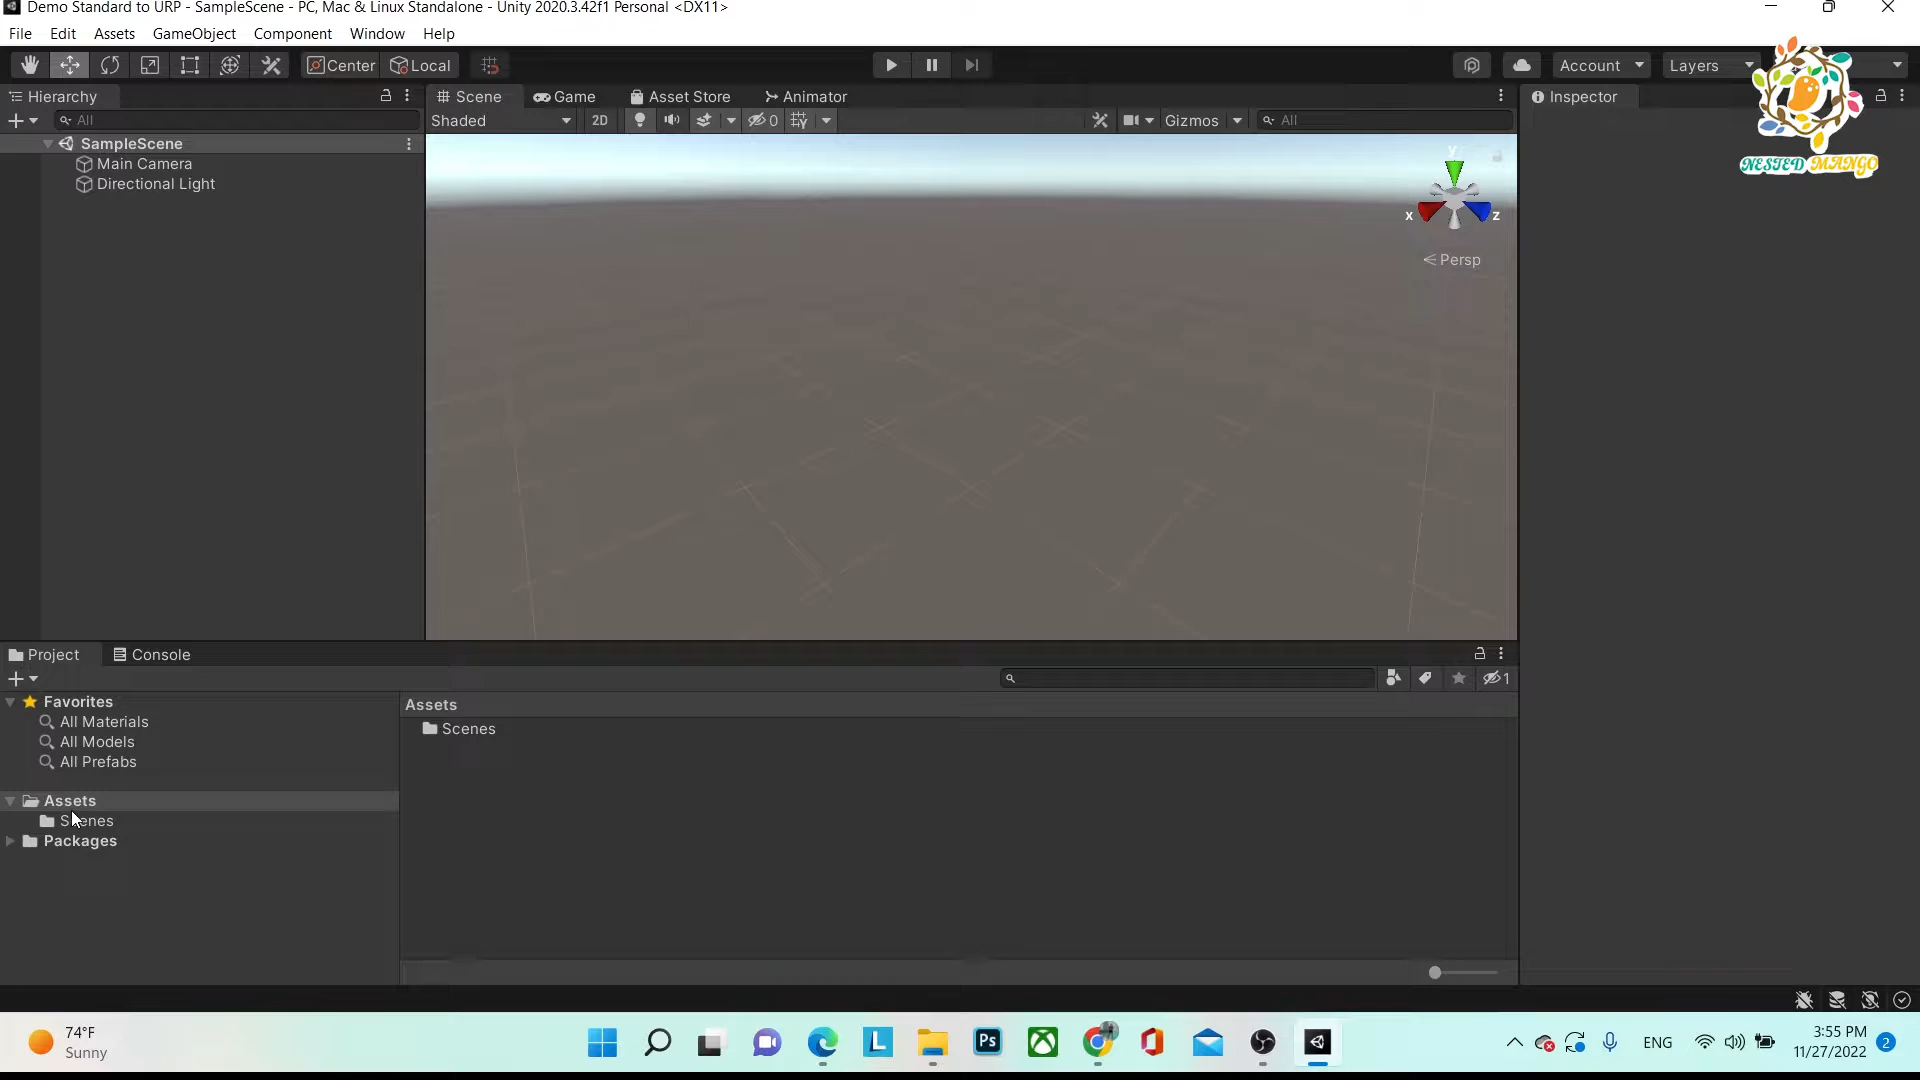 Demo Standard to URP - SampleScene - PC, Mac & Linux Standalone - Unity 2020.3.42f1 Personal <DX11>
File Edit Assets GameObject Component Window Help
Center Local Account Layers
Hierarchy Scene Game Asset Store Animator Inspector
All Shaded 2D 0 Gizmos All
SampleScene
Main Camera
Directional Light
y
x z
Persp
NESTED MANGO
Project Console
1
Favorites
All Materials
All Models
All Prefabs
Assets
Scenes
Packages
Assets
Scenes
74°F
Sunny
L
Ps
ENG
3:55 PM
11/27/2022
2